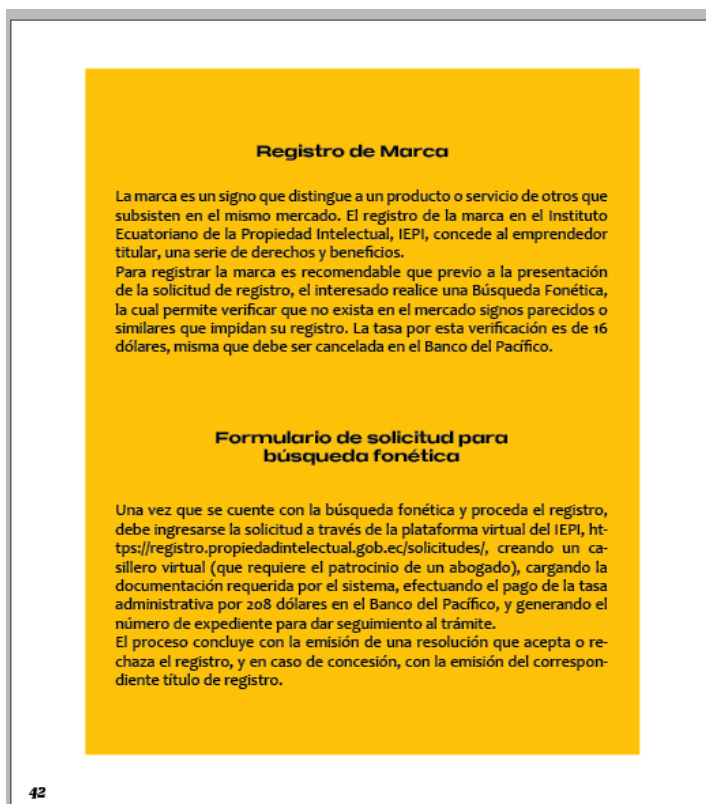 Registro de Marca
La marca es un signo que distingue a un producto o servicio de otros que
subsisten en el mismo mercado. El registro de la marca en el Instituto
Ecuatoriano de la Propiedad Intelectual, IEPI, concede al emprendedor
titular, una serie de derechos y beneficios.
Para registrar la marca es recomendable que previo a la presentación
de la solicitud de registro, el interesado realice una Búsqueda Fonética,
la cual permite verificar que no exista en el mercado signos parecidos o
similares que impidan su registro. La tasa por esta verificación es de 16
dólares, misma que debe ser cancelada en el Banco del Pacífico.
Formulario de solicitud para
búsqueda fonética
Una vez que se cuente con la búsqueda fonética y proceda el registro,
debe ingresarse la solicitud a través de la plataforma virtual del IEPI, ht-
tps://registro.propiedadintelectual.gob.ec/solicitudes/, creando un ca-
sillero virtual (que requiere el patrocinio de un abogado), cargando la
documentación requerida por el sistema, efectuando el pago de la tasa
administrativa por 208 dólares en el Banco del Pacífico, y generando el
número de expediente para dar seguimiento al trámite.
El proceso concluye con la emisión de una resolución que acepta o re-
chaza el registro, y en caso de concesión, con la emisión del correspon-
diente título de registro.
42